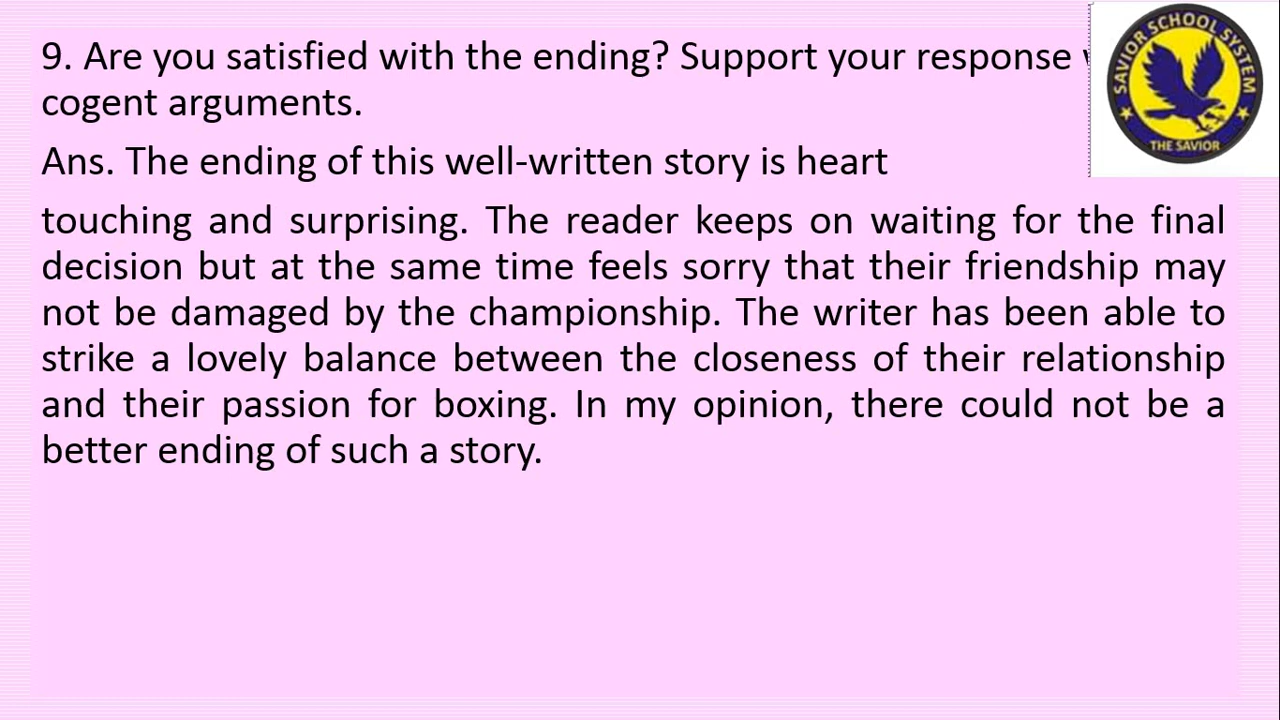 9. Are you satisfied with the ending? Support your response
cogent arguments.
Ans. The ending of this well-written story is heart
touching and surprising. The reader keeps on waiting for the final
decision but at the same time feels sorry that their friendship may
not be damaged by the championship. The writer has been able to
strike a lovely balance between the closeness of their relationship
and their passion for boxing. In my opinion, there could not be a
better ending of such a story.
SAVIOR SCHOOL SYSTEM
THE SAVIOR